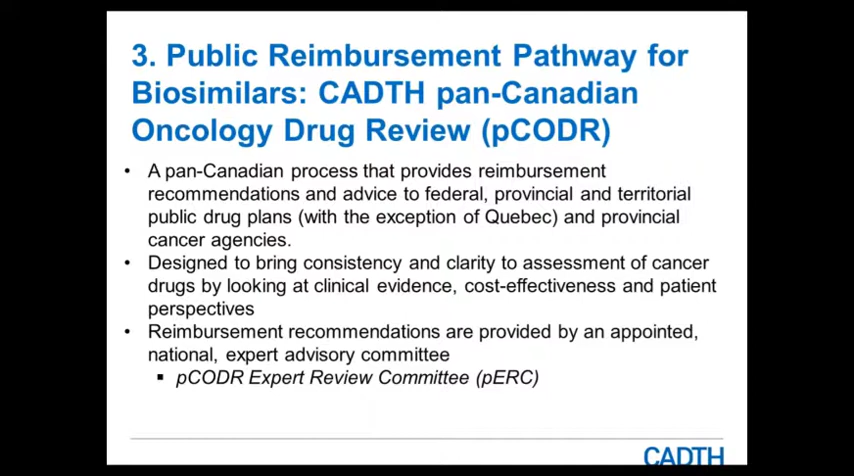 3. Public Reimbursement Pathway for
Biosimilars: CADTH pan-Canadian
Oncology Drug Review (pCODR)
• A pan-Canadian process that provides reimbursement
recommendations and advice to federal, provincial and territorial
public drug plans (with the exception of Quebec) and provincial
cancer agencies.
• Designed to bring consistency and clarity to assessment of cancer
drugs by looking at clinical evidence, cost-effectiveness and patient
perspectives
• Reimbursement recommendations are provided by an appointed,
national, expert advisory committee
▪ pCODR Expert Review Committee (pERC)
CADTH